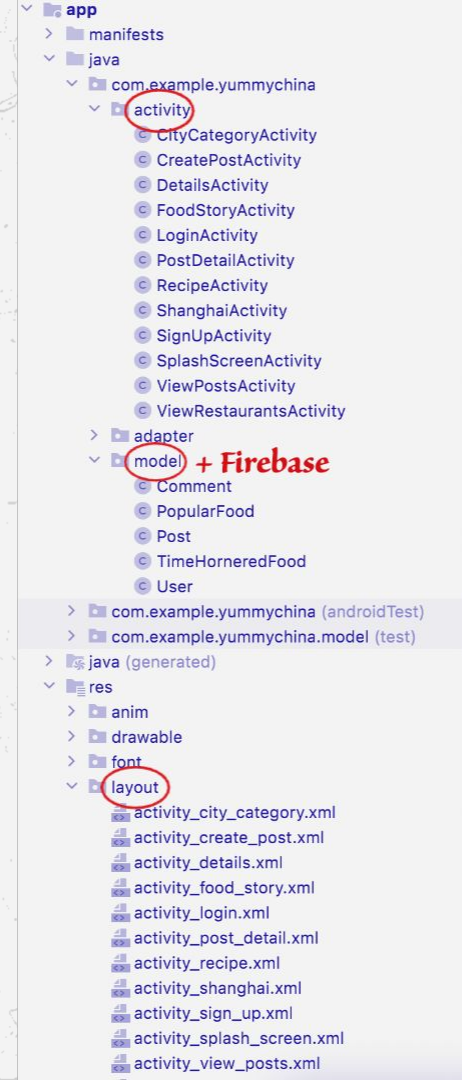 app
manifests
java
com.example.yummychina
activity
CityCategoryActivity
CreatePostActivity
DetailsActivity
FoodStoryActivity
LoginActivity
PostDetailActivity
RecipeActivity
ShanghaiActivity
SignUpActivity
SplashScreenActivity
ViewPostsActivity
ViewRestaurantsActivity
adapter
model + Firebase
Comment
PopularFood
Post
TimeHorneredFood
User
com.example.yummychina (androidTest)
com.example.yummychina.model (test)
java (generated)
res
anim
drawable
font
layout
activity_city_category.xml
activity_create_post.xml
activity_details.xml
activity_food_story.xml
activity_login.xml
activity_post_detail.xml
activity_recipe.xml
activity_shanghai.xml
activity_sign_up.xml
activity_splash_screen.xml
activity_view_posts.xml